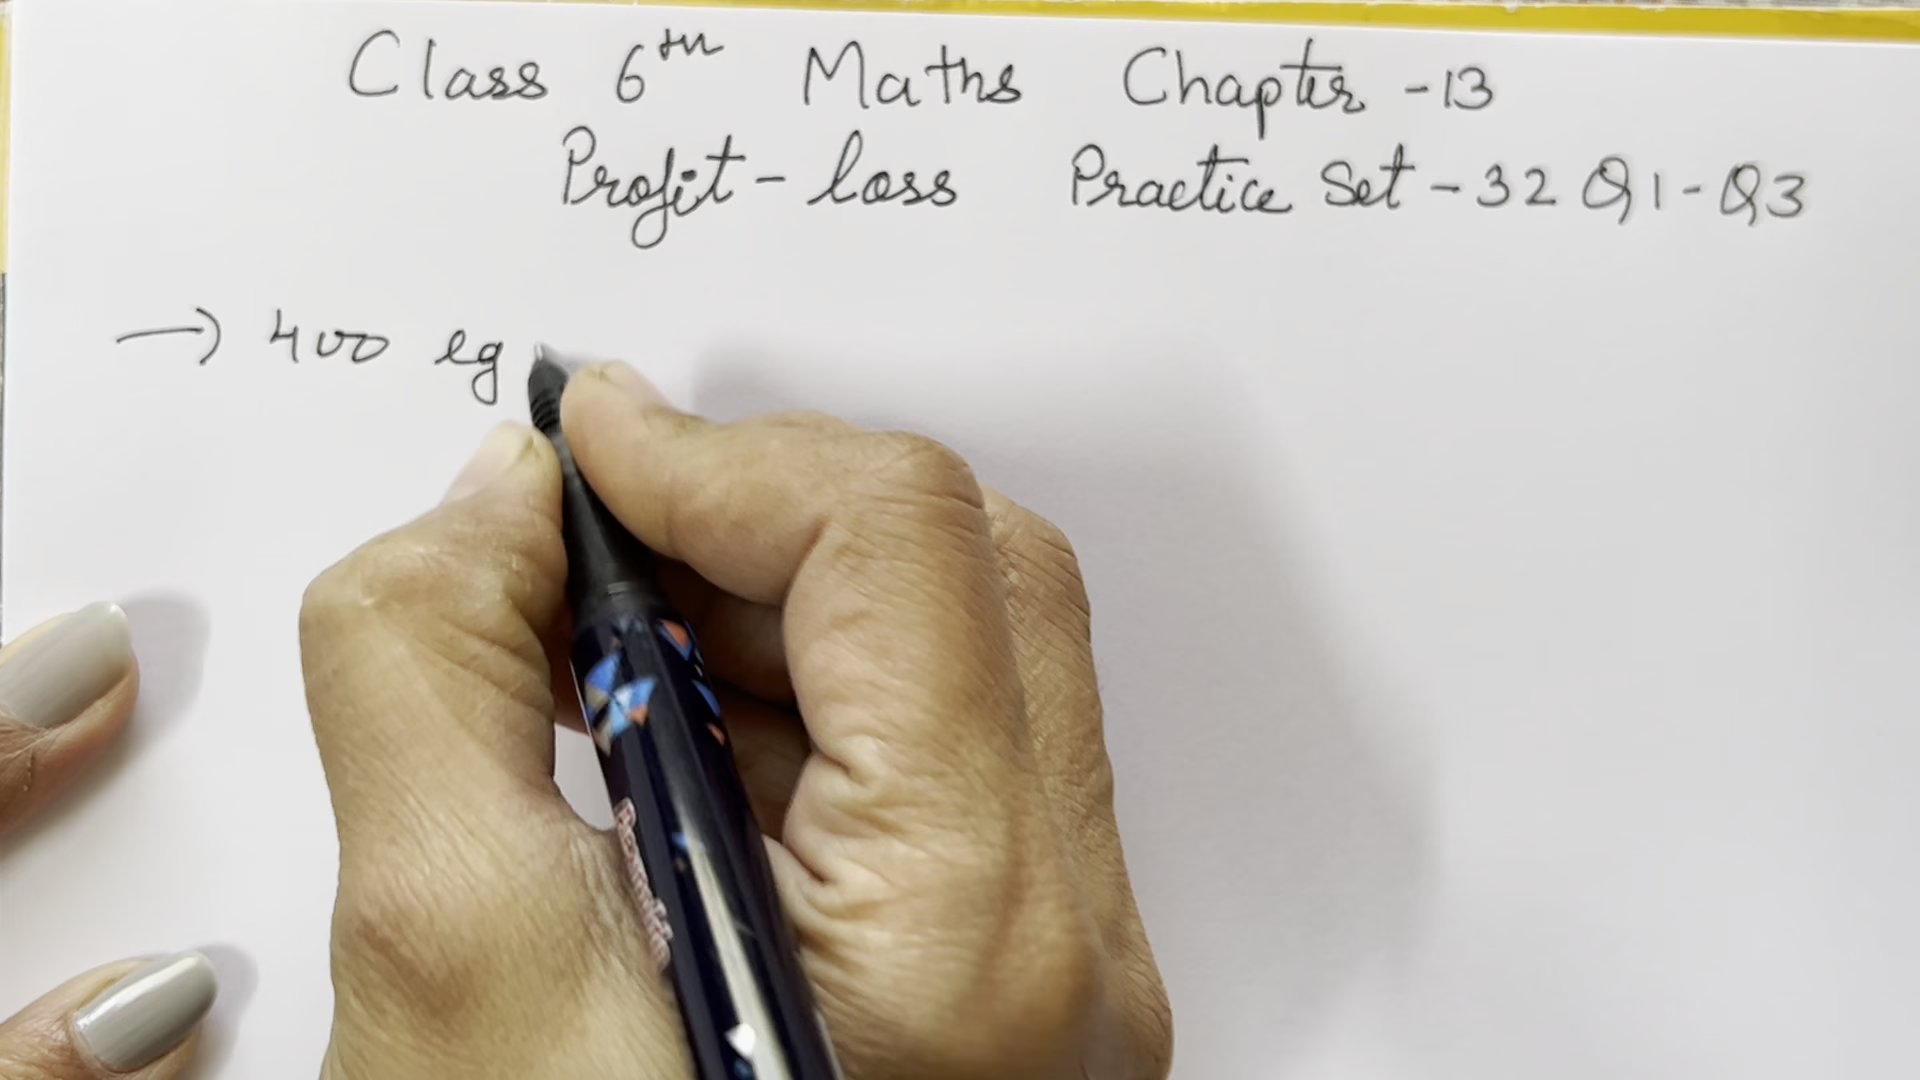 Class 6th Maths Chapter - 13
Profit - loss Practice Set - 32 Q1 - Q3
→ 400 eg